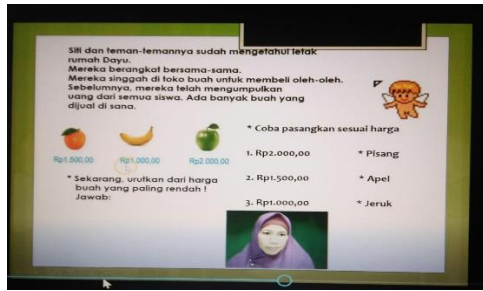 Siti dan teman-temannya sudah mengetahui letak
rumah Dayu.
Mereka berangkat bersama-sama.
Mereka singgah di toko buah untuk membeli oleh-oleh.
Sebelumnya, mereka telah mengumpulkan
uang dari semua siswa. Ada banyak buah yang
dijual di sana.
Rp1.500,00 Rp1.000,00 Rp2.000,00
* Sekarang, urutkan dari harga
buah yang paling rendah !
Jawab:
* Coba pasangkan sesuai harga
1. Rp2.000,00 * Pisang
2. Rp1.500,00 * Apel
3. Rp1.000,00 * Jeruk